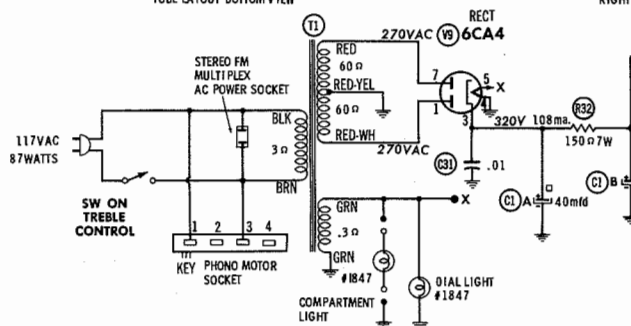 TUBE LAYOUT-BOTTOM VIEW
RIGHT
T1
RECT
V9 6CA4
270VAC
RED
60Ω
RED-YEL
60Ω
RED-WH
270VAC
7
1
5
X
4
3
STEREO FM
MULTIPLEX
AC POWER SOCKET
BLK
3Ω
BRN
117VAC
87WATTS
SW ON
TREBLE
CONTROL
320V 108ma.
R32
150Ω7W
C31
.01
C1 A
40mfd
C1 B
1 2 3 4
KEY
PHONO MOTOR
SOCKET
GRN
.3Ω
GRN
X
#1847
COMPARTMENT
LIGHT
DIAL LIGHT
#1847